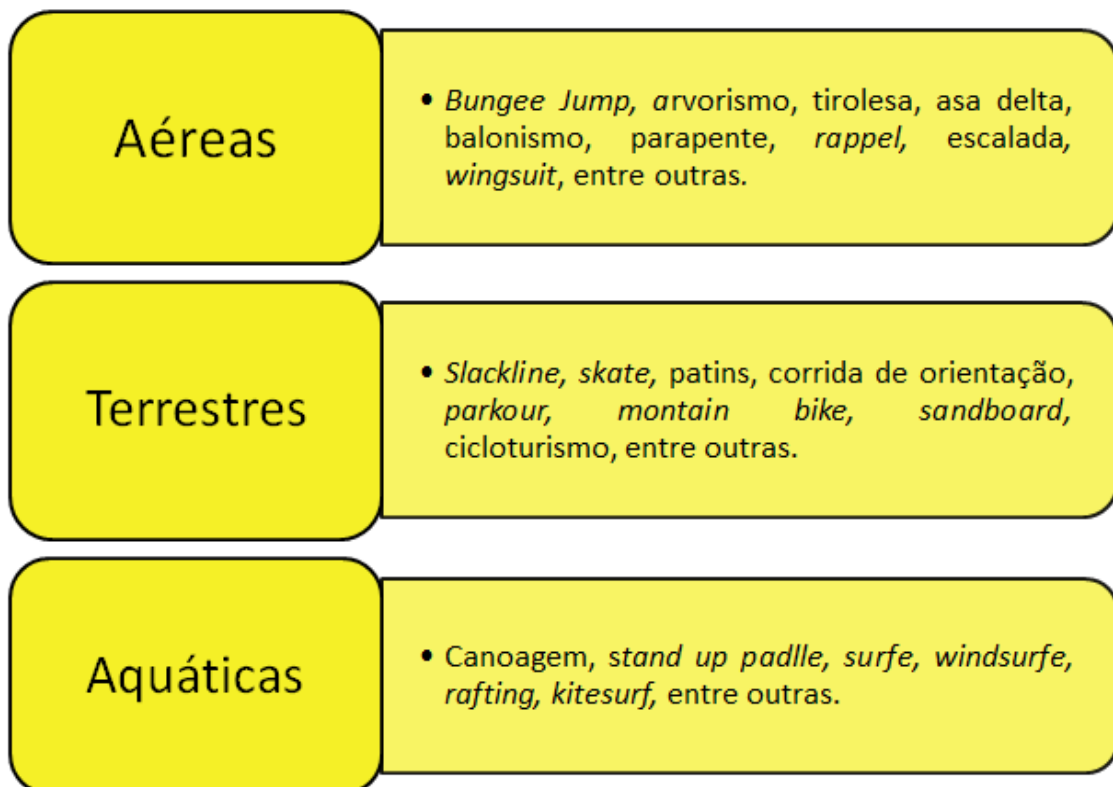 Aéreas
• Bungee Jump, arvorismo, tirolesa, asa delta,
balonismo, parapente, rappel, escalada,
wingsuit, entre outras.
Terrestres
• Slackline, skate, patins, corrida de orientação,
parkour, montain bike, sandboard,
cicloturismo, entre outras.
Aquáticas
• Canoagem, stand up padlle, surfe, windsurfe,
rafting, kitesurf, entre outras.